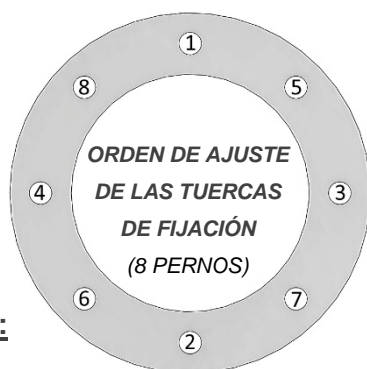 1
8
5
ORDEN DE AJUSTE
DE LAS TUERCAS
4
3
DE FIJACIÓN
(8 PERNOS)
6
7
:
2